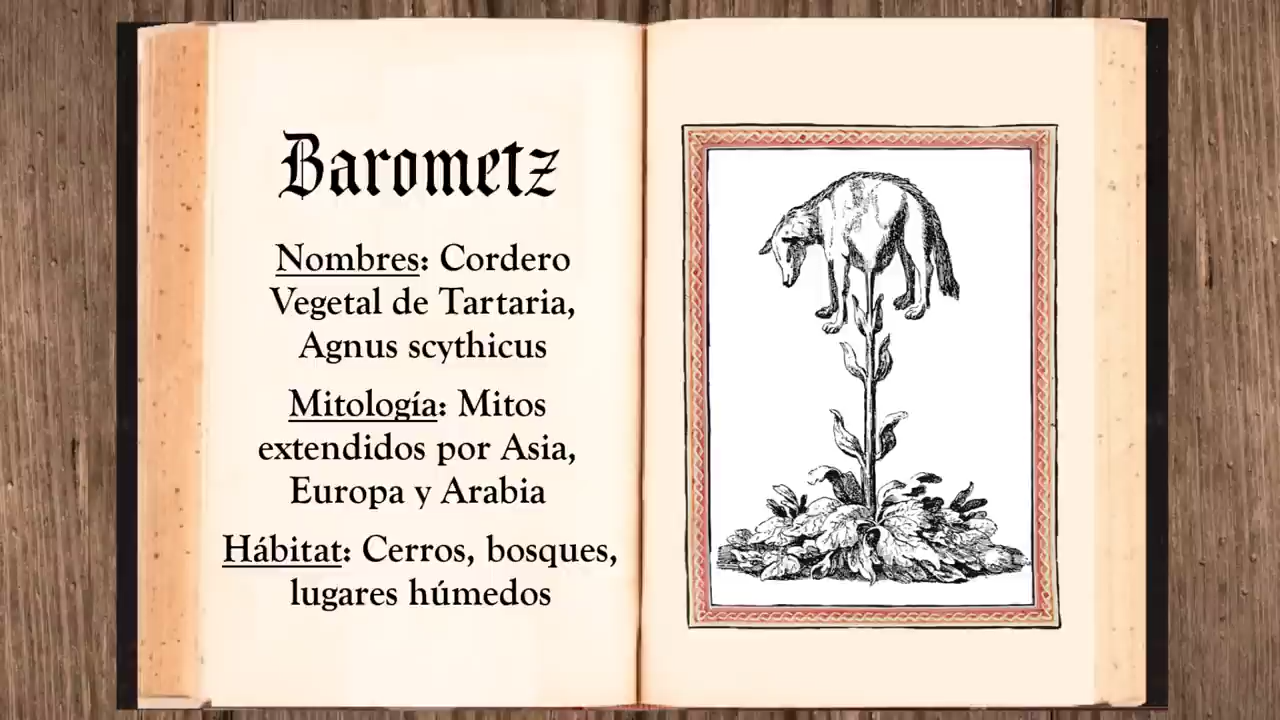 Barometz
Nombres: Cordero
Vegetal de Tartaria,
Agnus scythicus
Mitología: Mitos
extendidos por Asia,
Europa y Arabia
Hábitat: Cerros, bosques,
lugares húmedos